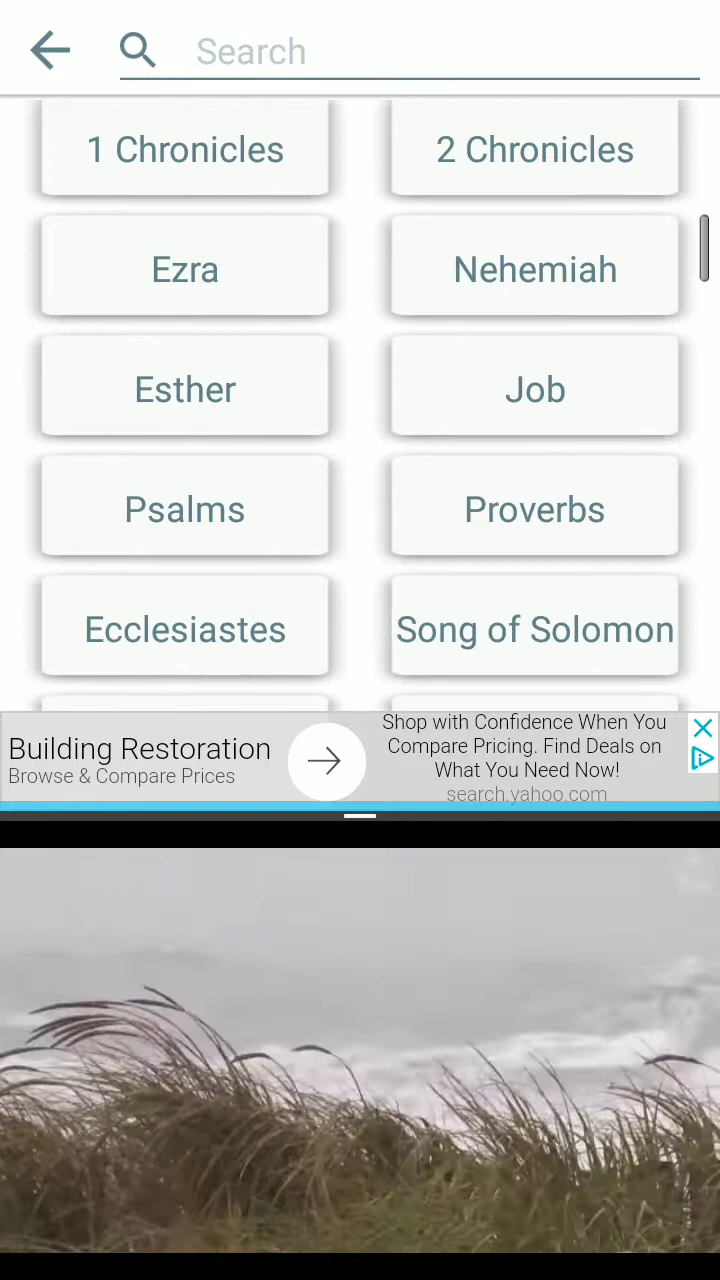 Search
1 Chronicles
2 Chronicles
Ezra
Nehemiah
Esther
Job
Psalms
Proverbs
Ecclesiastes
Song of Solomon
Building Restoration
Browse & Compare Prices
Shop with Confidence When You
Compare Pricing. Find Deals on
What You Need Now!
search.yahoo.com